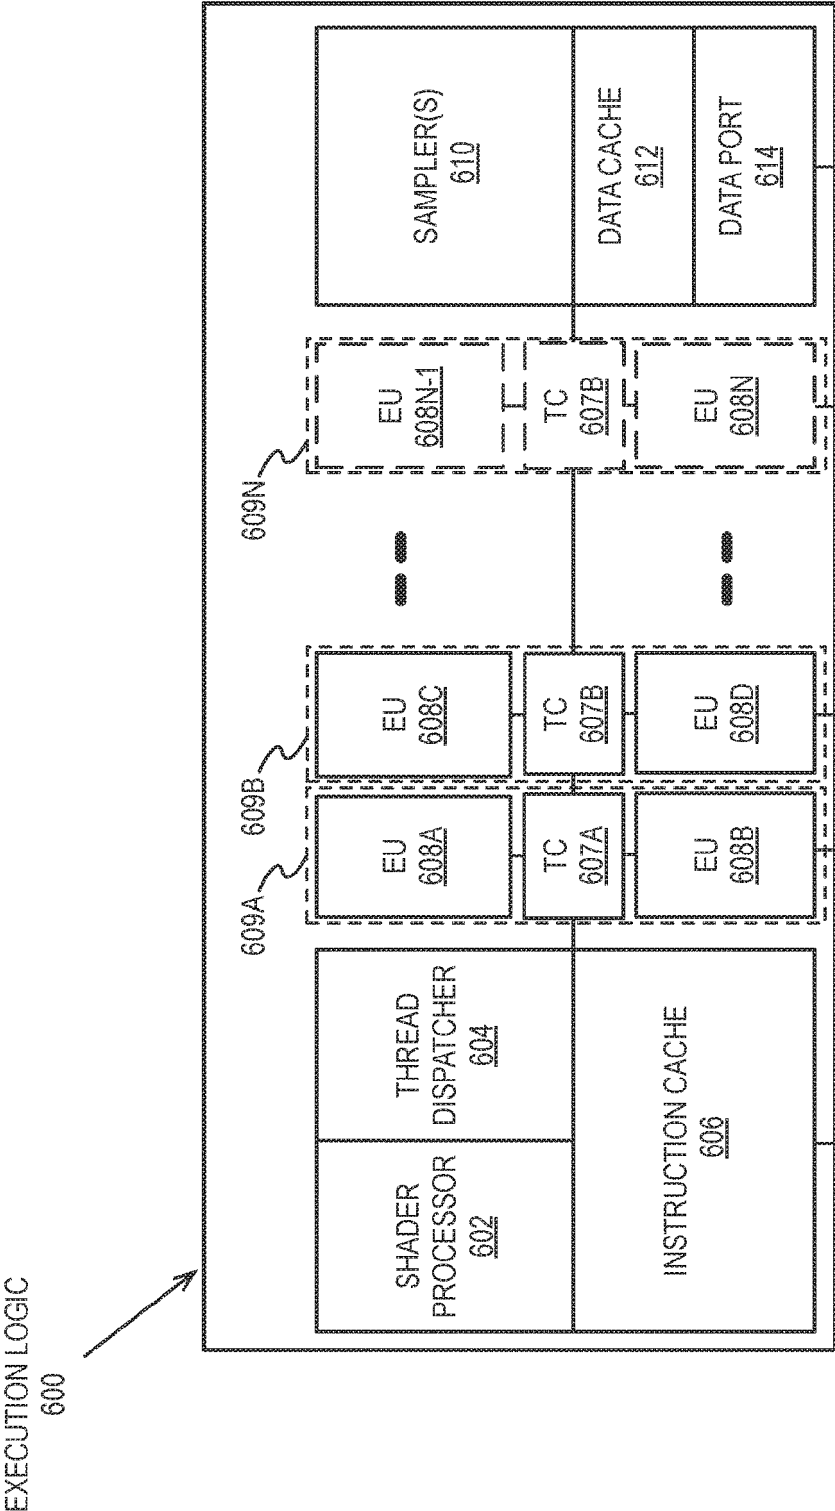 EXECUTION LOGIC
600
609A
609B
609N
SHADER
PROCESSOR
602
THREAD
DISPATCHER
604
INSTRUCTION CACHE
606
EU
608A
TC
607A
EU
608B
EU
608C
TC
607B
EU
608D
EU
608N-1
TC
607B
EU
608N
SAMPLER(S)
610
DATA CACHE
612
DATA PORT
614